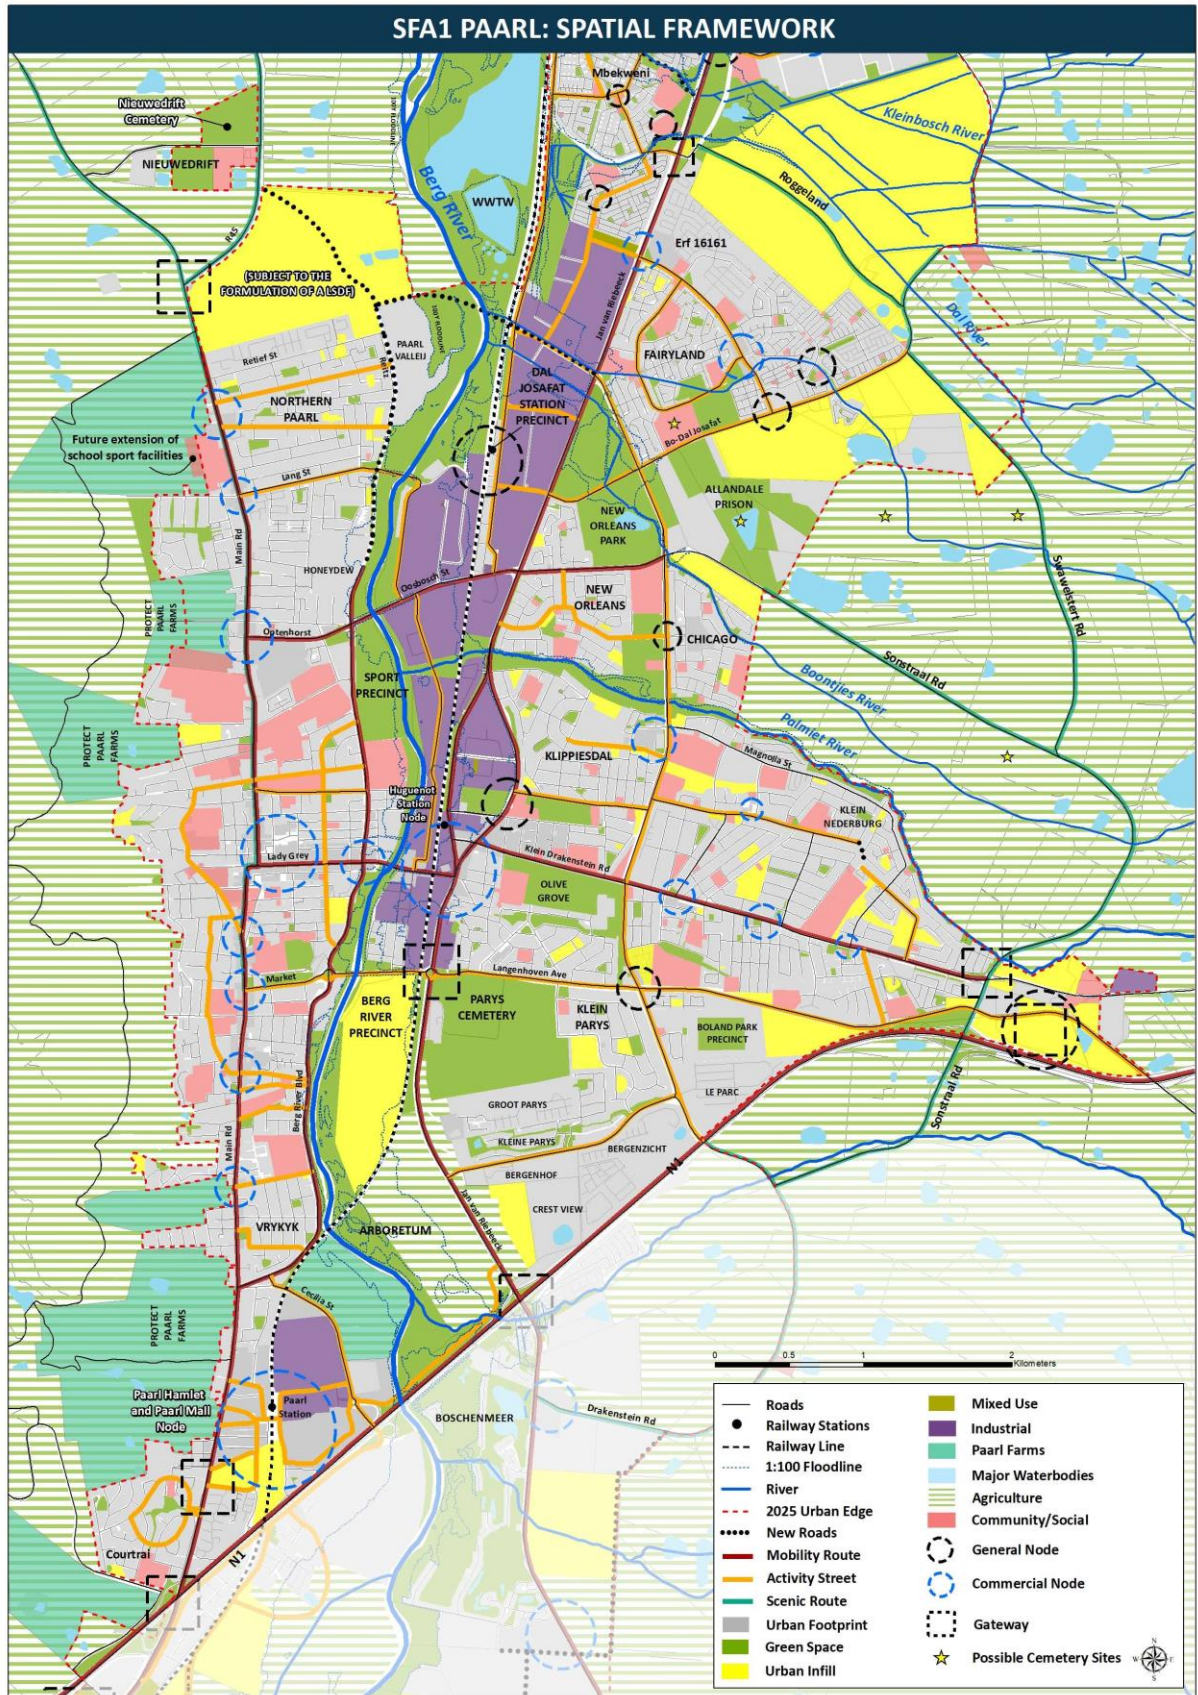 SFA1 PAARL: SPATIAL FRAMEWORK
Mbekweni
Nieuwedrift
Cemetery
100Y FLOODLINE
Kleinbosch River
NIEUWEDRIFT
Berg River
WWTW
Roggeland
R45
Erf 16161
(SUBJECT TO THE
FORMULATION OF A LSDF)
Jan van Riebeeck
100Y FLOODLINE
Dal River
PAARL
VALLEIJ
Retief St
Reitz
FAIRYLAND
DAL
JOSAFAT
STATION
PRECINCT
NORTHERN
PAARL
Future extension of
school sport facilities
Bo-Dal Josafat
Lang St
ALLANDALE
PRISON
NEW
ORLEANS
PARK
Main Rd
HONEYDEW
Oosbosch St
Swawelstert Rd
NEW
ORLEANS
PROTECT
PAARL
FARMS
Optenhorst
CHICAGO
Sonstraal Rd
SPORT
PRECINCT
Boontjies River
Palmiet River
PROTECT
PAARL
FARMS
KLIPPIESDAL
Magnolia St
Huguenot
Station
Node
KLEIN
NEDERBURG
Lady Grey
Klein Drakenstein Rd
OLIVE
GROVE
Market
Langenhoven Ave
BERG
RIVER
PRECINCT
PARYS
CEMETERY
KLEIN
PARYS
BOLAND PARK
PRECINCT
Berg River Blvd
LE PARC
GROOT PARYS
Sonstraal Rd
Main Rd
KLEINE PARYS
BERGENZICHT
N1
BERGENHOF
Jan van Riebeeck
CREST VIEW
VRYKYK
ARBORETUM
Cecilia St
PROTECT
PAARL
FARMS
Paarl Hamlet
and Paarl Mall
Node
Paarl
Station
BOSCHENMEER
Drakenstein Rd
Courtrai
N1
0 0.5 1 2
Kilometers
Roads
Railway Stations
Railway Line
1:100 Floodline
River
2025 Urban Edge
New Roads
Mobility Route
Activity Street
Scenic Route
Urban Footprint
Green Space
Urban Infill
Mixed Use
Industrial
Paarl Farms
Major Waterbodies
Agriculture
Community/Social
General Node
Commercial Node
Gateway
Possible Cemetery Sites
N
W E
S